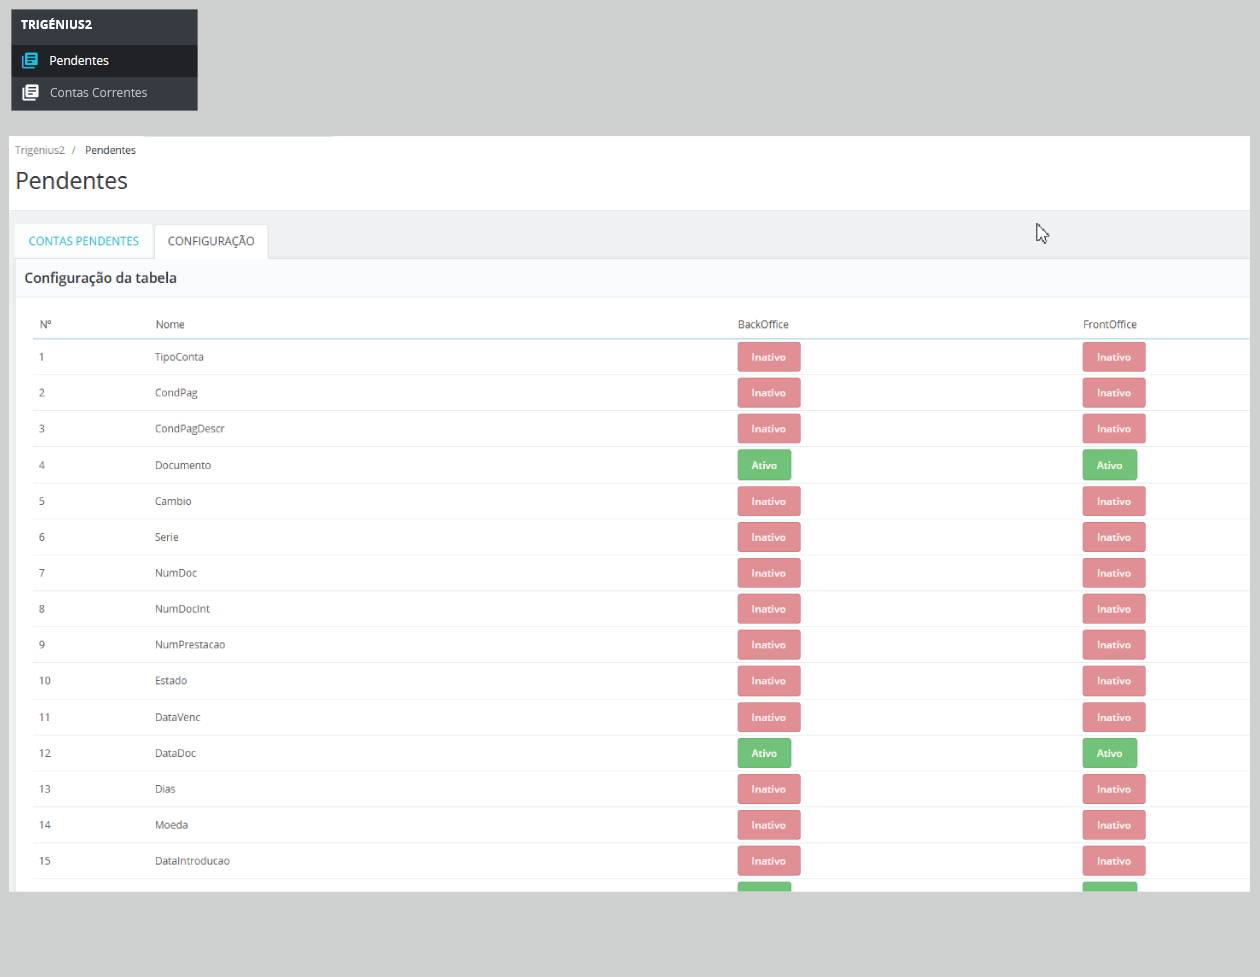 TRIGÉNIUS2
Pendentes
Contas Correntes
Trigénius2 / Pendentes
Pendentes
CONTAS PENDENTES CONFIGURAÇÃO
Configuração da tabela
Nº Nome BackOffice FrontOffice
1 TipoConta Inativo Inativo
2 CondPag Inativo Inativo
3 CondPagDescr Inativo Inativo
4 Documento Ativo Ativo
5 Cambio Inativo Inativo
6 Serie Inativo Inativo
7 NumDoc Inativo Inativo
8 NumDocInt Inativo Inativo
9 NumPrestacao Inativo Inativo
10 Estado Inativo Inativo
11 DataVenc Inativo Inativo
12 DataDoc Ativo Ativo
13 Dias Inativo Inativo
14 Moeda Inativo Inativo
15 DataIntroducao Inativo Inativo